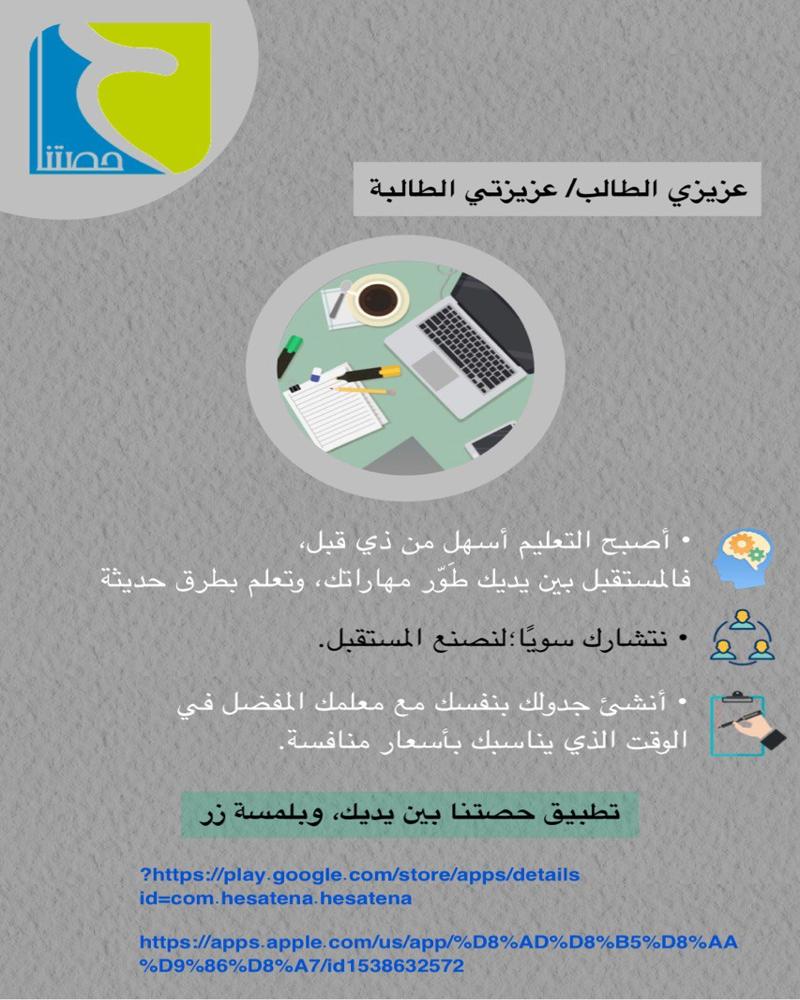 حصتنا
عزيزي الطالب/ عزيزتي الطالبة
• أصبح التعليم أسهل من ذي قبل،
فالمستقبل بين يديك طَوّر مهاراتك، وتعلم بطرق حديثة
• نتشارك سويًا؛لنصنع المستقبل.
• أنشئ جدولك بنفسك مع معلمك المفضل في
الوقت الذي يناسبك بأسعار منافسة.
تطبيق حصتنا بين يديك، وبلمسة زر
?https://play.google.com/store/apps/details
id=com.hesatena.hesatena
https://apps.apple.com/us/app/%D8%AD%D8%B5%D8%AA
%D9%86%D8%A7/id1538632572